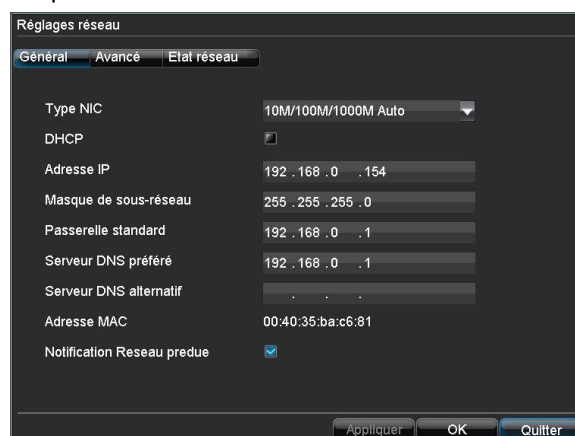 Réglages réseau
Général Avancé Etat réseau
Type NIC 10M/100M/1000M Auto
DHCP
Adresse IP 192 .168 .0 .154
Masque de sous-réseau 255 .255 .255 .0
Passerelle standard 192 .168 .0 .1
Serveur DNS préféré 192 .168 .0 .1
Serveur DNS alternatif . . .
Adresse MAC 00:40:35:ba:c6:81
Notification Reseau predue
Appliquer OK Quitter